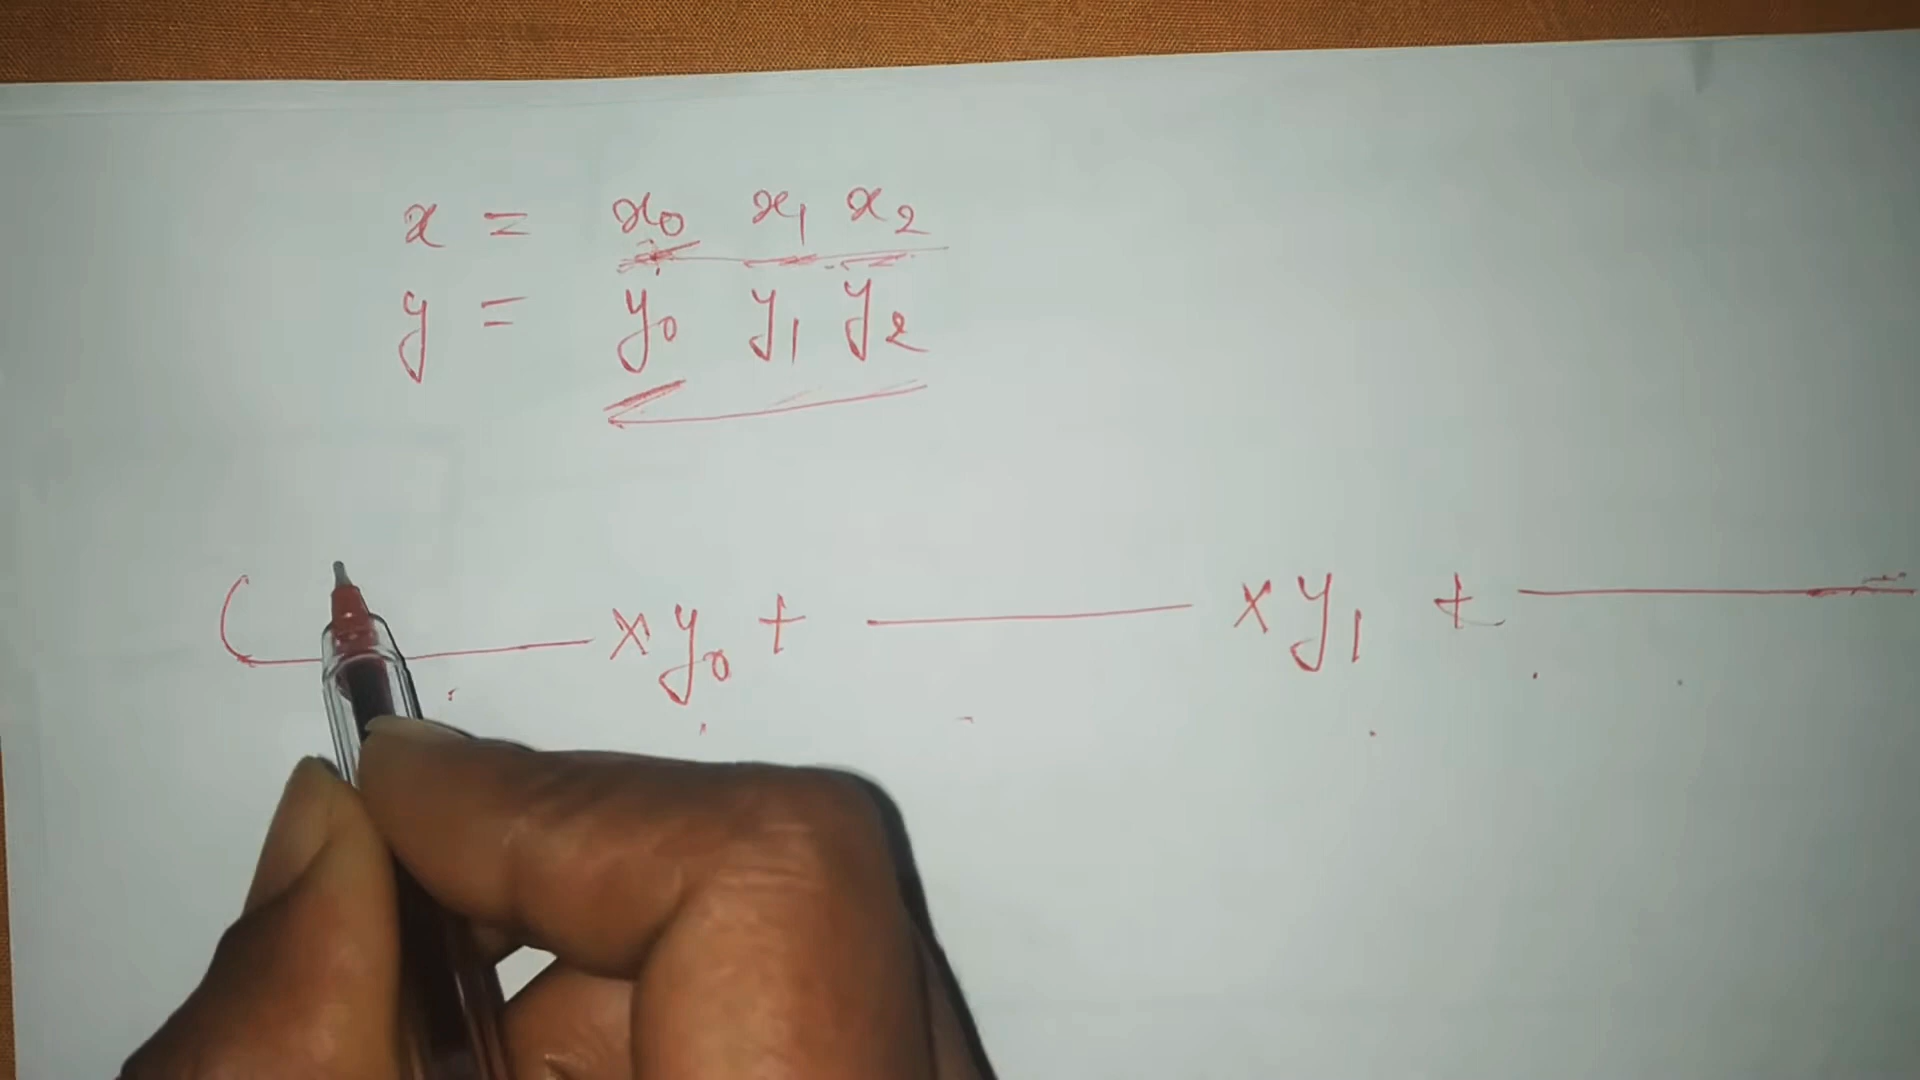 x = x₀ x₁ x₂
y = y₀ y₁ y₂
( ——— × y₀ + ——— × y₁ + ———